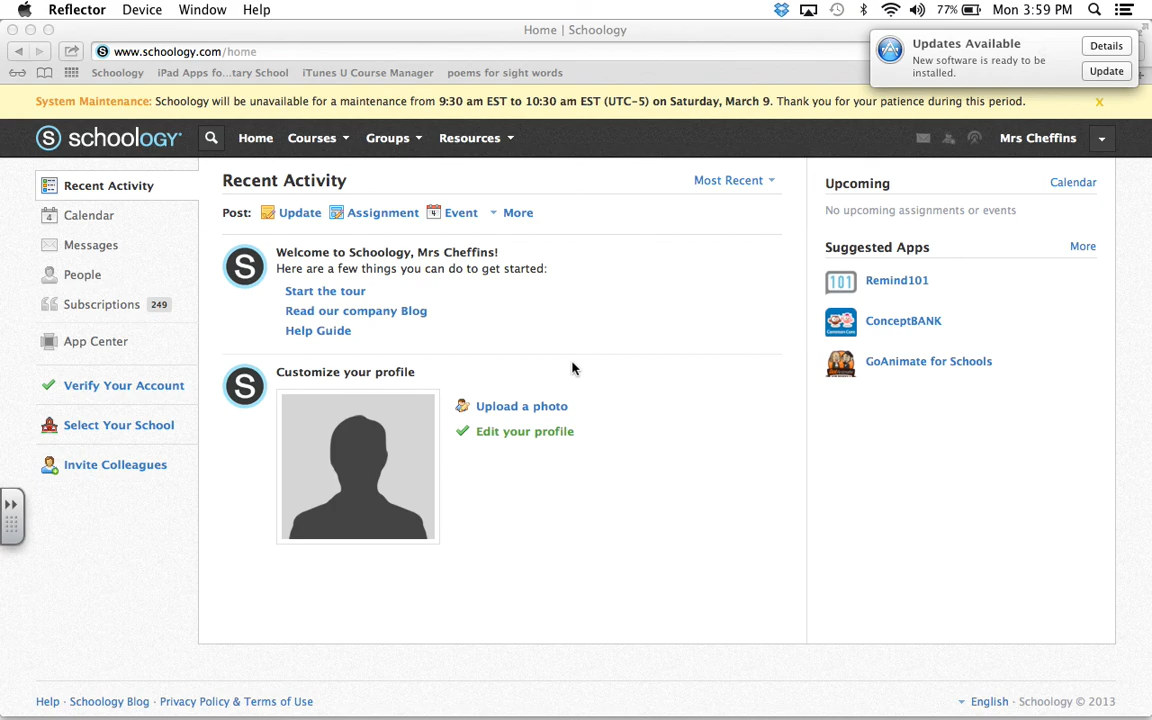 Reflector Device Window Help 77% Mon 3:59 PM
Home | Schoology
www.schoology.com/home
Schoology iPad Apps fo...tary School iTunes U Course Manager poems for sight words
Updates Available
New software is ready to be
installed.
Details
Update
System Maintenance: Schoology will be unavailable for a maintenance from 9:30 am EST to 10:30 am EST (UTC-5) on Saturday, March 9. Thank you for your patience during this period. x
S schoology Home Courses Groups Resources Mrs Cheffins
Recent Activity
4 Calendar
Messages
People
Subscriptions 249
App Center
Verify Your Account
Select Your School
Invite Colleagues
Recent Activity Most Recent
Post: Update Assignment 4 Event More
S
Welcome to Schoology, Mrs Cheffins!
Here are a few things you can do to get started:
Start the tour
Read our company Blog
Help Guide
S
Customize your profile
Upload a photo
Edit your profile
Upcoming Calendar
No upcoming assignments or events
Suggested Apps More
101 Remind101
ConceptBANK
GoAnimate for Schools
Help · Schoology Blog · Privacy Policy & Terms of Use English · Schoology © 2013